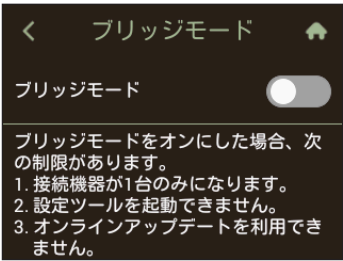 ブリッジモード
ブリッジモード
ブリッジモードをオンにした場合、次
の制限があります。
1. 接続機器が1台のみになります。
2. 設定ツールを起動できません。
3. オンラインアップデートを利用でき
ません。